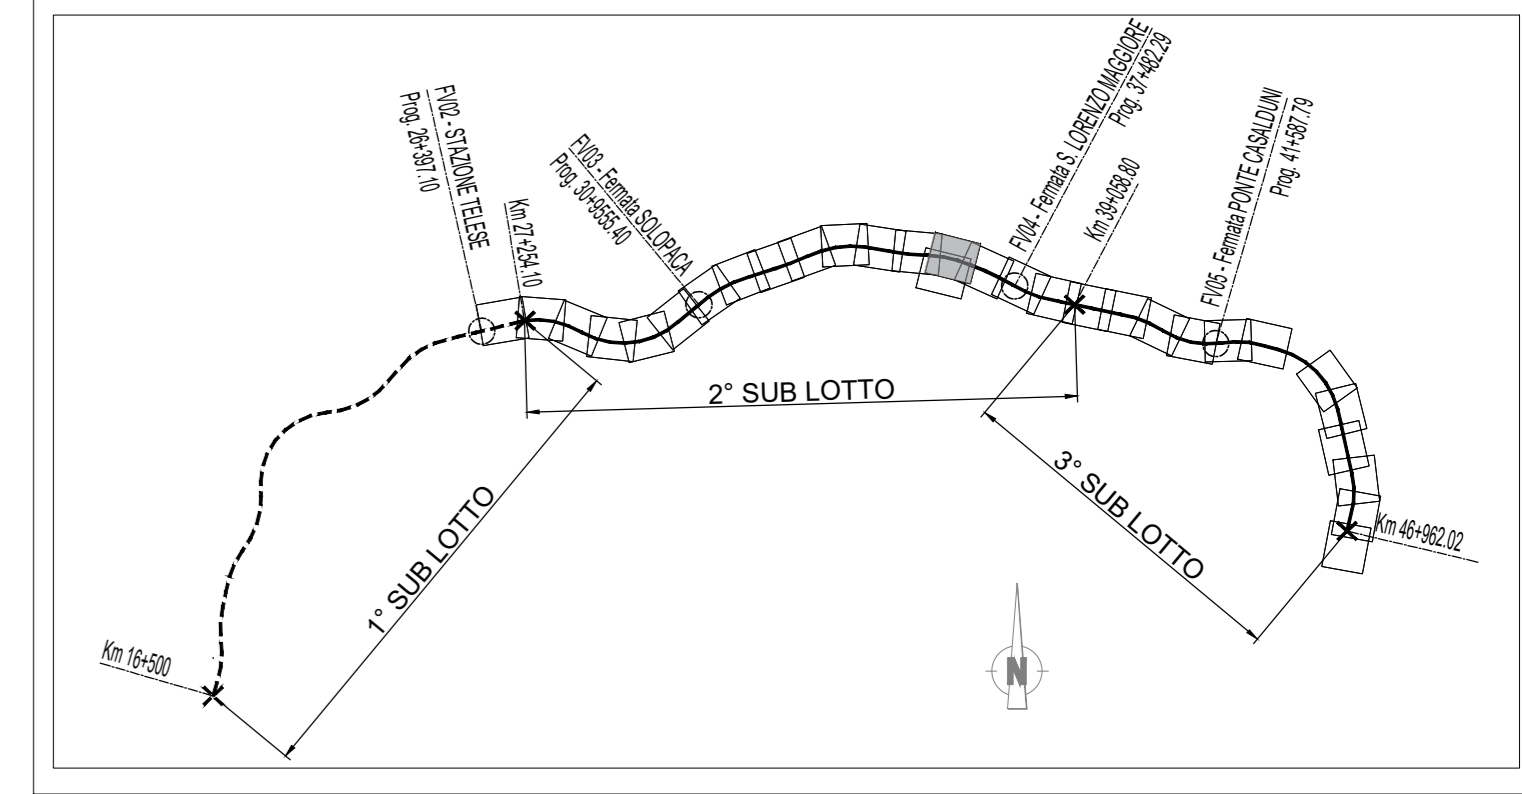 FV02 - STAZIONE TELESE
Prog. 26+397.10
Km 27+254.10
FV03 - Fermata SOLOPACA
Prog. 30+9555.40
FV04 - Fermata S. LORENZO MAGGIORE
Prog. 37+482.29
Km 39+058.80
FV05 - Fermata PONTE CASALDUNI
Prog. 41+587.79
2° SUB LOTTO
3° SUB LOTTO
1° SUB LOTTO
Km 46+962.02
Km 16+500
N